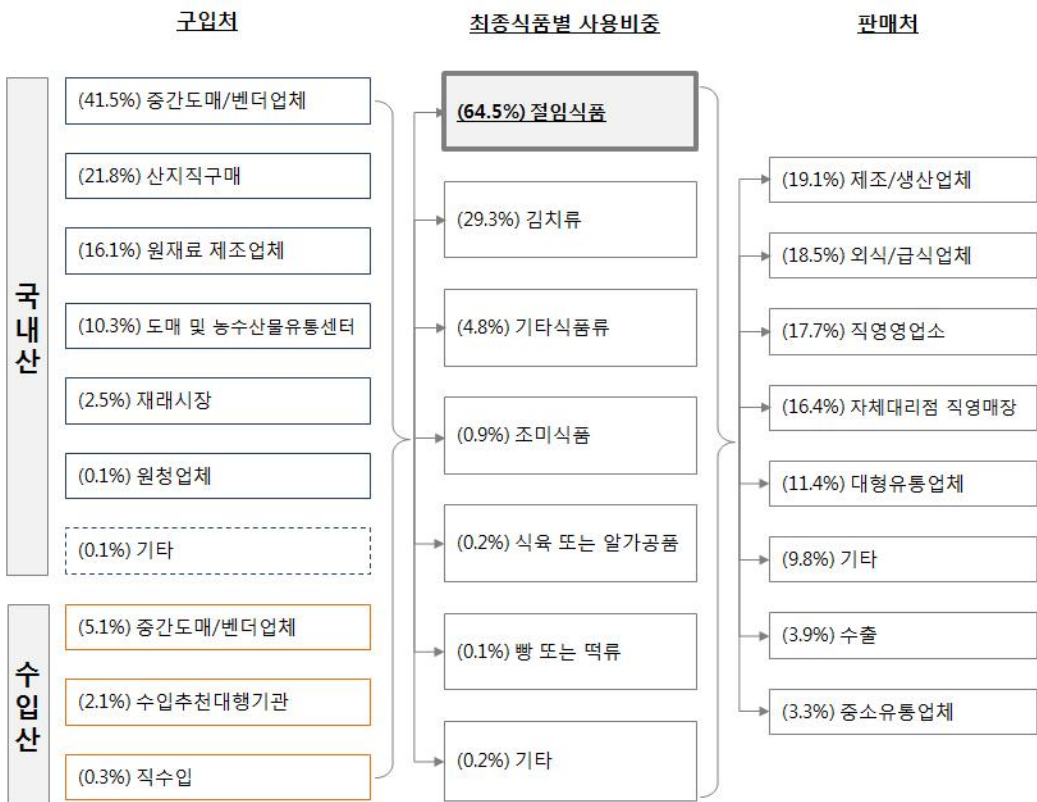 구입처
최종식품별 사용비중
판매처
국내산
(41.5%) 중간도매/벤더업체
(21.8%) 산지직구매
(16.1%) 원재료 제조업체
(10.3%) 도매 및 농수산물유통센터
(2.5%) 재래시장
(0.1%) 원청업체
(0.1%) 기타
수입산
(5.1%) 중간도매/벤더업체
(2.1%) 수입추천대행기관
(0.3%) 직수입
(64.5%) 절임식품
(29.3%) 김치류
(4.8%) 기타식품류
(0.9%) 조미식품
(0.2%) 식육 또는 알가공품
(0.1%) 빵 또는 떡류
(0.2%) 기타
(19.1%) 제조/생산업체
(18.5%) 외식/급식업체
(17.7%) 직영영업소
(16.4%) 자체대리점 직영매장
(11.4%) 대형유통업체
(9.8%) 기타
(3.9%) 수출
(3.3%) 중소유통업체